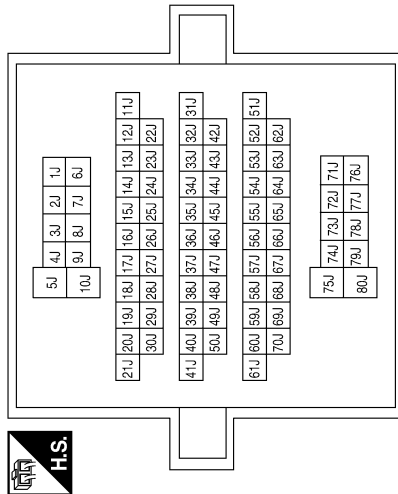 H.S.
5J 4J 3J 2J 1J
10J 9J 8J 7J 6J
21J 20J 19J 18J 17J 16J 15J 14J 13J 12J 11J
30J 29J 28J 27J 26J 25J 24J 23J 22J
41J 40J 39J 38J 37J 36J 35J 34J 33J 32J 31J
50J 49J 48J 47J 46J 45J 44J 43J 42J
61J 60J 59J 58J 57J 56J 55J 54J 53J 52J 51J
70J 69J 68J 67J 66J 65J 64J 63J 62J
75J 74J 73J 72J 71J
80J 79J 78J 77J 76J